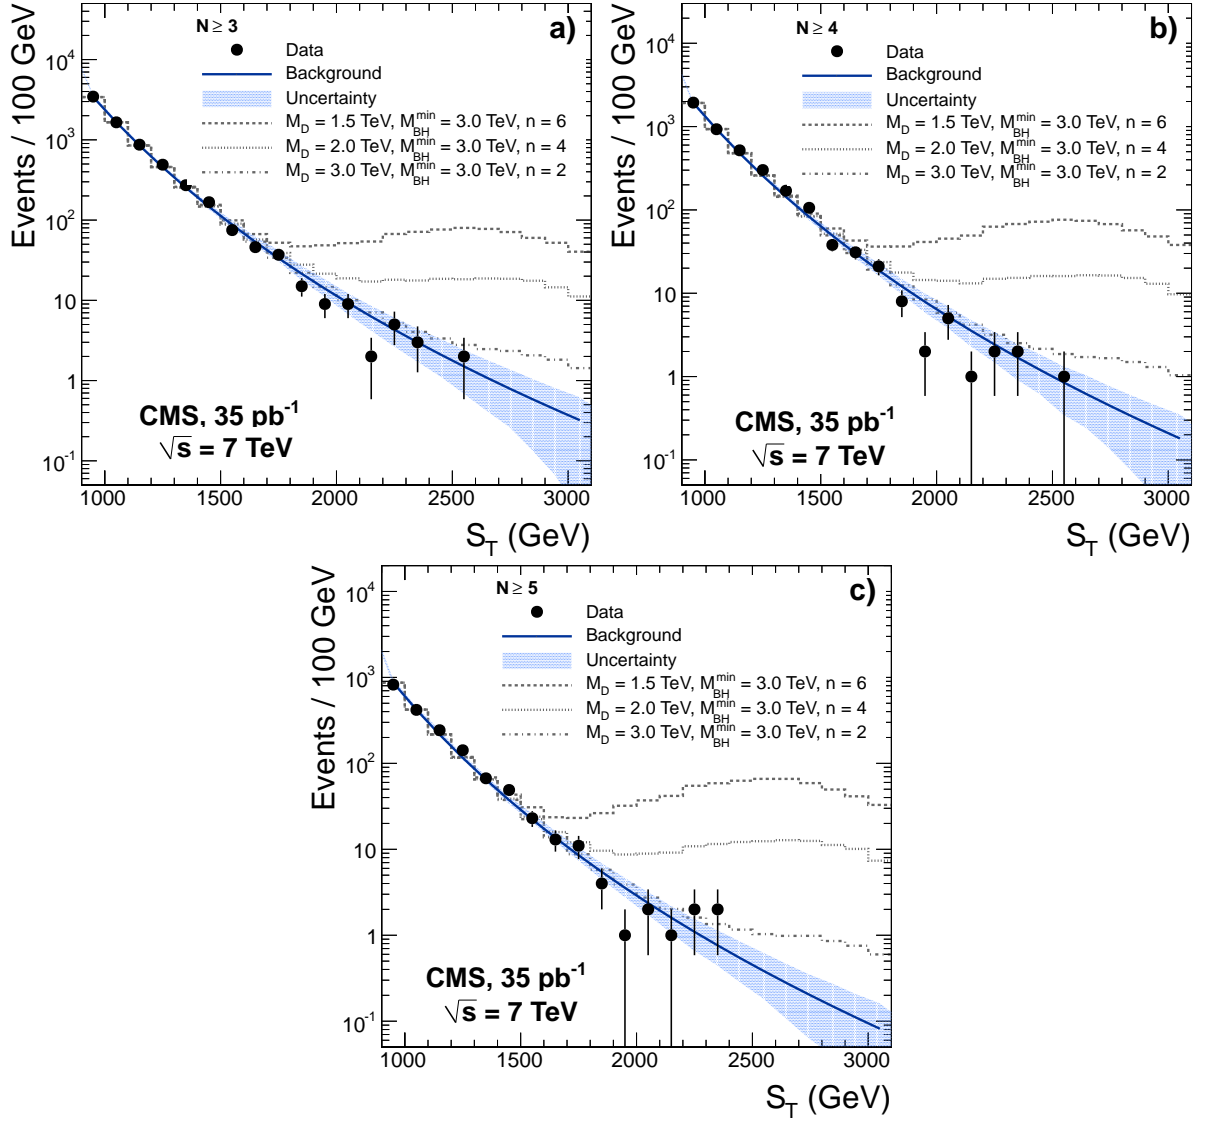 a)
N ≥ 3
Data
Background
Uncertainty
M_D = 1.5 TeV, M_BH^min = 3.0 TeV, n = 6
M_D = 2.0 TeV, M_BH^min = 3.0 TeV, n = 4
M_D = 3.0 TeV, M_BH^min = 3.0 TeV, n = 2
Events / 100 GeV
10^4
10^3
10^2
10
1
10^-1
CMS, 35 pb^-1
√s = 7 TeV
1000 1500 2000 2500 3000
S_T (GeV)
b)
N ≥ 4
Data
Background
Uncertainty
M_D = 1.5 TeV, M_BH^min = 3.0 TeV, n = 6
M_D = 2.0 TeV, M_BH^min = 3.0 TeV, n = 4
M_D = 3.0 TeV, M_BH^min = 3.0 TeV, n = 2
Events / 100 GeV
10^4
10^3
10^2
10
1
10^-1
CMS, 35 pb^-1
√s = 7 TeV
1000 1500 2000 2500 3000
S_T (GeV)
c)
N ≥ 5
Data
Background
Uncertainty
M_D = 1.5 TeV, M_BH^min = 3.0 TeV, n = 6
M_D = 2.0 TeV, M_BH^min = 3.0 TeV, n = 4
M_D = 3.0 TeV, M_BH^min = 3.0 TeV, n = 2
Events / 100 GeV
10^4
10^3
10^2
10
1
10^-1
CMS, 35 pb^-1
√s = 7 TeV
1000 1500 2000 2500 3000
S_T (GeV)